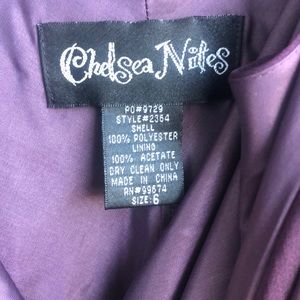 Chelsea Nites
PO#9729
STYLE#2364
SHELL
100% POLYESTER
LINING
100% ACETATE
DRY CLEAN ONLY
MADE IN CHINA
RN#99674
SIZE:6